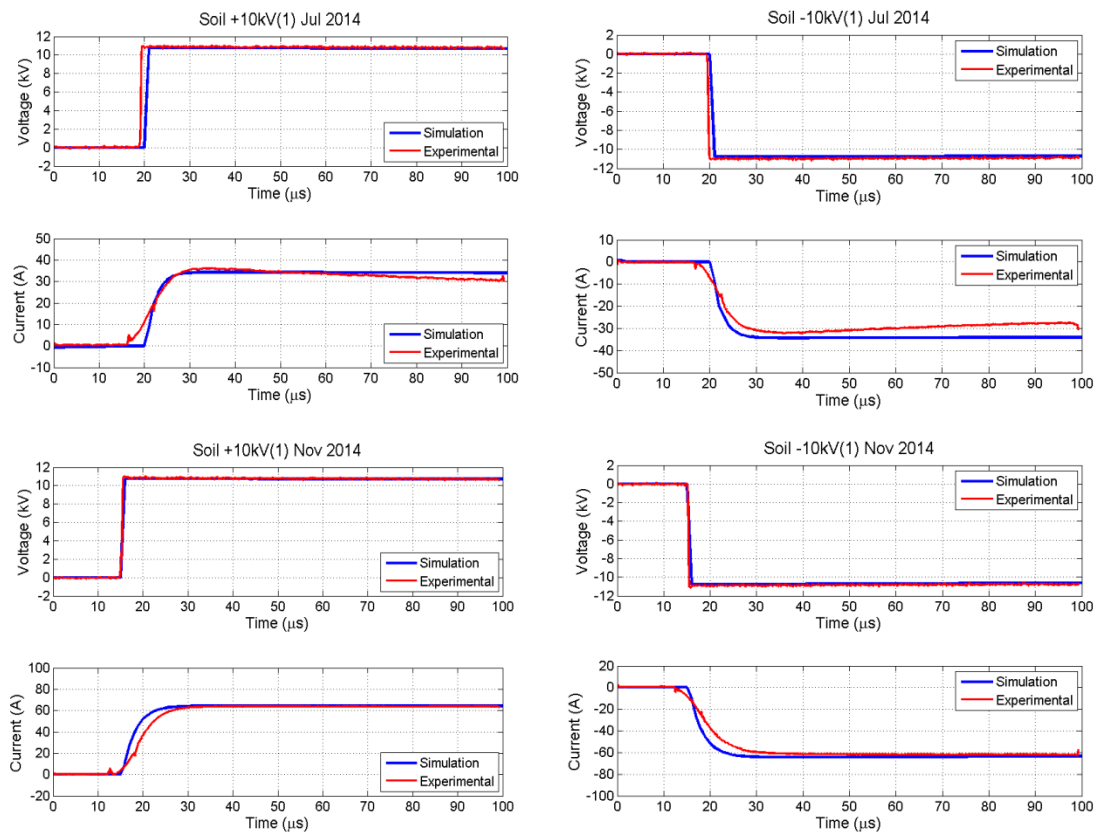 Soil +10kV(1) Jul 2014
12
10
8
6
4
2
0
-2
Voltage (kV)
Simulation
Experimental
0 10 20 30 40 50 60 70 80 90 100
Time (μs)
50
40
30
20
10
0
-10
Current (A)
Simulation
Experimental
0 10 20 30 40 50 60 70 80 90 100
Time (μs)
Soil -10kV(1) Jul 2014
2
0
-2
-4
-6
-8
-10
-12
Voltage (kV)
Simulation
Experimental
0 10 20 30 40 50 60 70 80 90 100
Time (μs)
10
0
-10
-20
-30
-40
-50
Current (A)
Simulation
Experimental
0 10 20 30 40 50 60 70 80 90 100
Time (μs)
Soil +10kV(1) Nov 2014
12
10
8
6
4
2
0
-2
Voltage (kV)
Simulation
Experimental
0 10 20 30 40 50 60 70 80 90 100
Time (μs)
100
80
60
40
20
0
-20
Current (A)
Simulation
Experimental
0 10 20 30 40 50 60 70 80 90 100
Time (μs)
Soil -10kV(1) Nov 2014
2
0
-2
-4
-6
-8
-10
-12
Voltage (kV)
Simulation
Experimental
0 10 20 30 40 50 60 70 80 90 100
Time (μs)
20
0
-20
-40
-60
-80
-100
Current (A)
Simulation
Experimental
0 10 20 30 40 50 60 70 80 90 100
Time (μs)